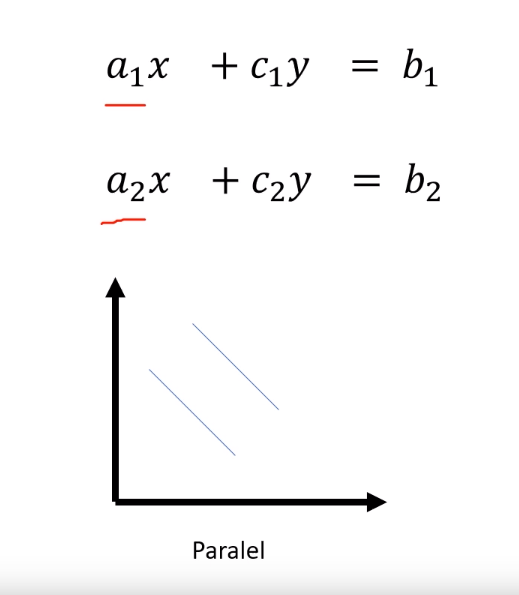 a₁x + c₁y = b₁
a₂x + c₂y = b₂
Paralel